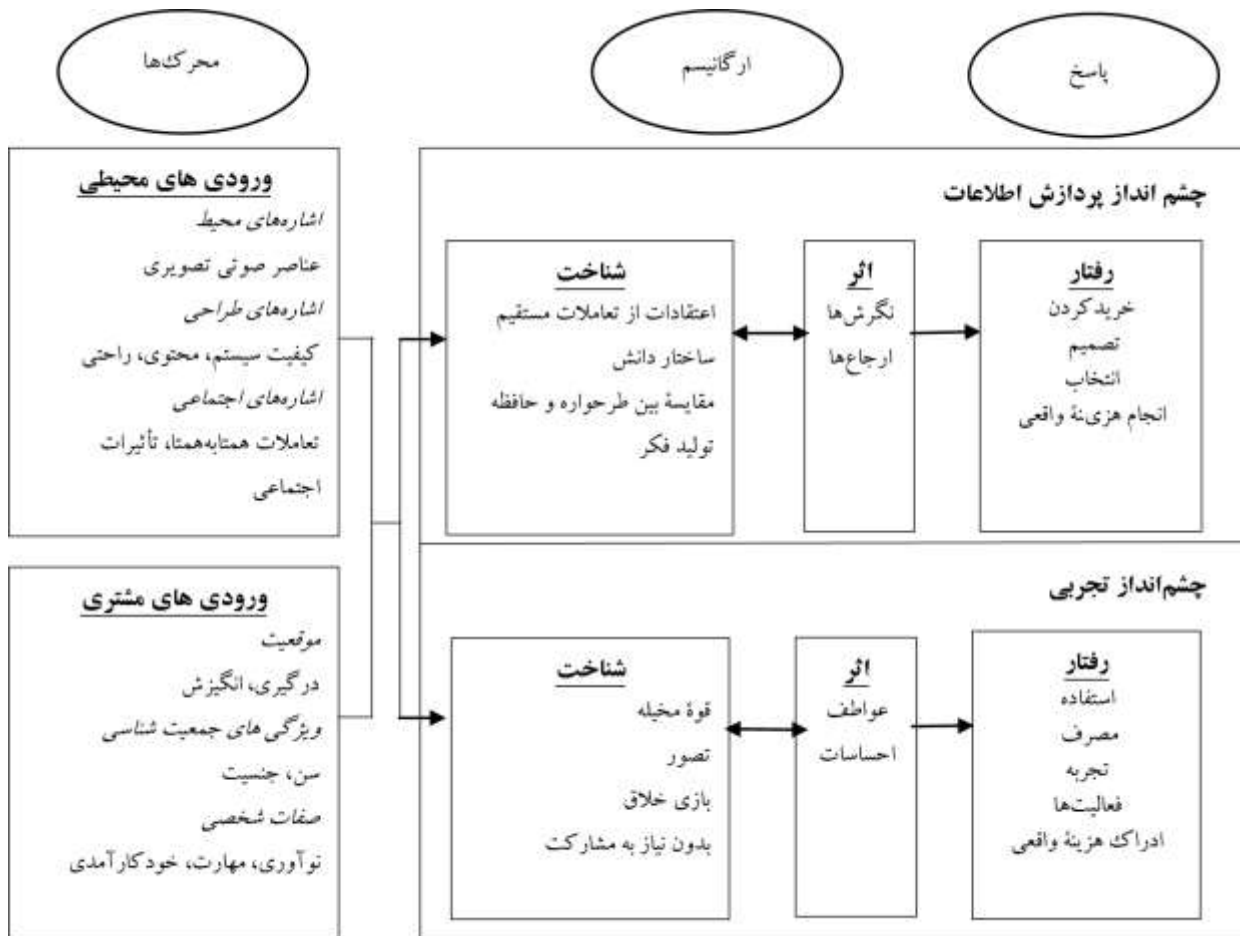 محرک‌ها
ارگانیسم
پاسخ
ورودی های محیطی
اشاره‌های محیط
عناصر صوتی تصویری
اشاره‌های طراحی
کیفیت سیستم، محتوی، راحتی
اشاره‌های اجتماعی
تعاملات همتابه‌همتا، تأثیرات
اجتماعی
ورودی های مشتری
موقعیت
درگیری، انگیزش
ویژگی های جمعیت شناسی
سن، جنسیت
صفات شخصی
نوآوری، مهارت، خودکارآمدی
چشم انداز پردازش اطلاعات
شناخت
اعتقادات از تعاملات مستقیم
ساختار دانش
مقایسۀ بین طرحواره و حافظه
تولید فکر
اثر
نگرش‌ها
ارجاع‌ها
رفتار
خریدکردن
تصمیم
انتخاب
انجام هزینۀ واقعی
چشم‌انداز تجربی
شناخت
قوۀ مخیله
تصور
بازی خلاق
بدون نیاز به مشارکت
اثر
عواطف
احساسات
رفتار
استفاده
مصرف
تجربه
فعالیت‌ها
ادراک هزینۀ واقعی